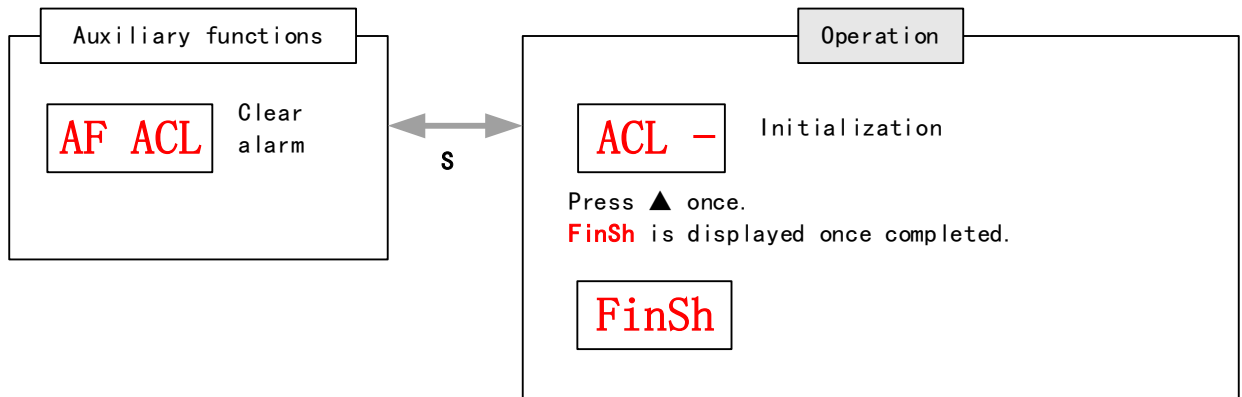 Auxiliary functions
AF ACL
Clear
alarm
S
Operation
ACL -
Initialization
Press ▲ once.
FinSh is displayed once completed.
FinSh